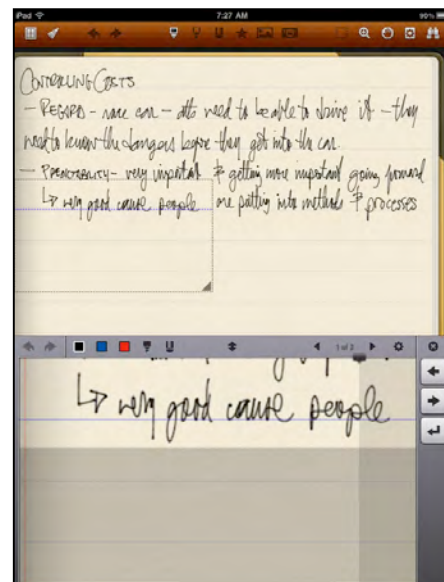 iPad
7:27 AM
90%
CONTROLLING COSTS
- REGARD - race car - attys need to be able to drive it - they
need to know the dangers before they get into the car.
- PREDICTABILITY - very important & getting more important going forward
↳ very good cause people are putting into methods & processes
1 of 2
↳ very good cause people